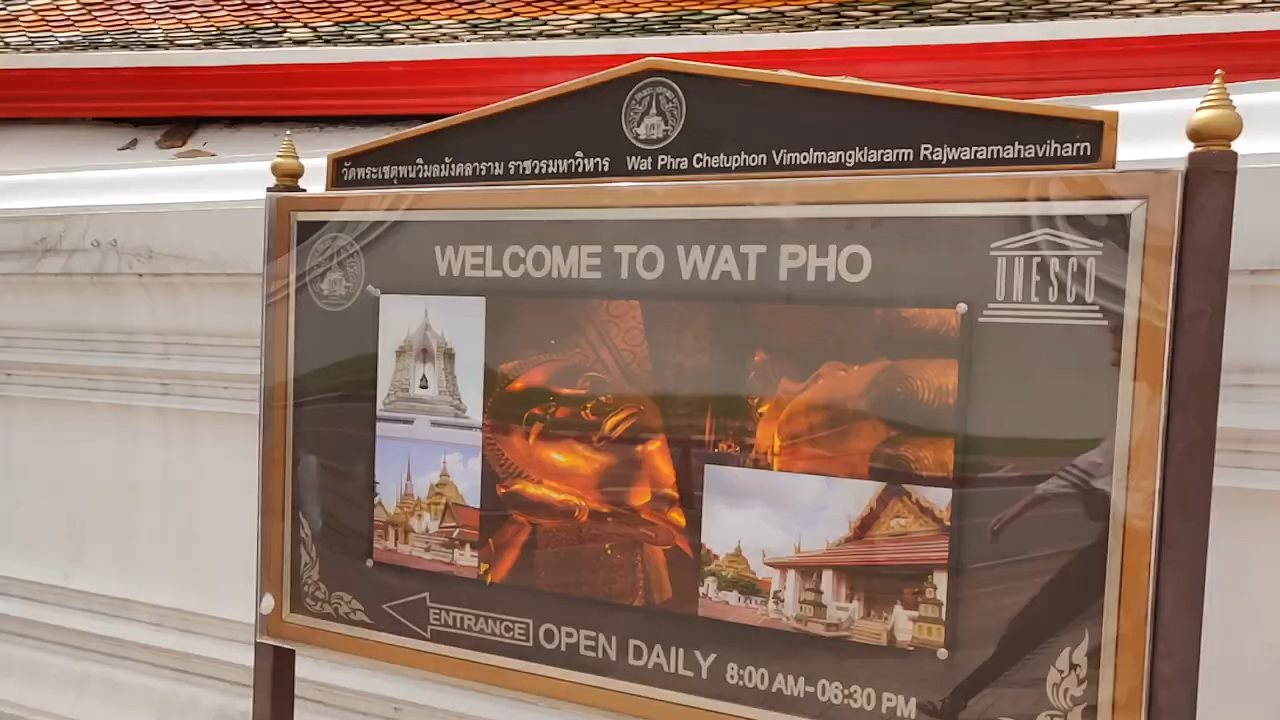 วัดพระเชตุพนวิมลมังคลาราม ราชวรมหาวิหาร Wat Phra Chetuphon Vimolmangklararm Rajwaramahaviharn
WELCOME TO WAT PHO
UNESCO
ENTRANCE OPEN DAILY 8:00 AM-06:30 PM